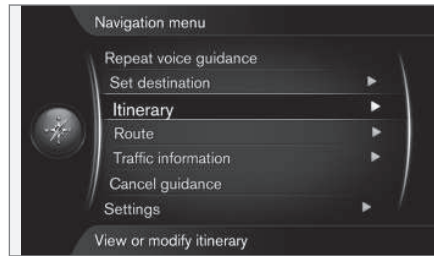 Navigation menu
Repeat voice guidance
Set destination
Itinerary
Route
Traffic information
Cancel guidance
Settings
View or modify itinerary